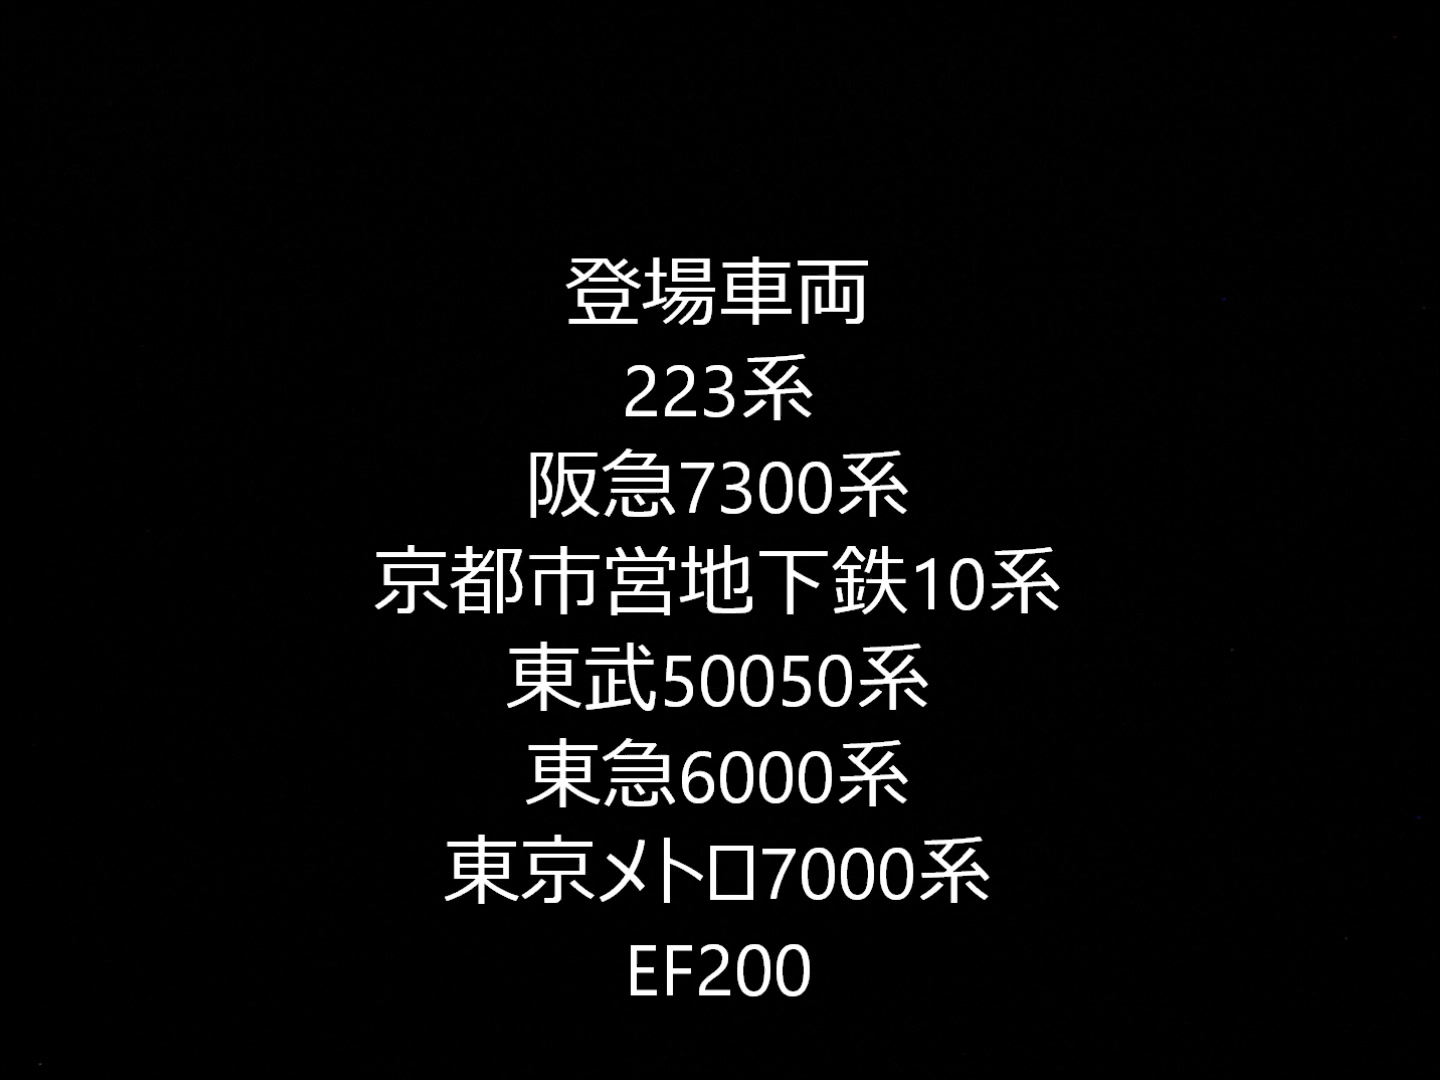 登場車両
223系
阪急7300系
京都市営地下鉄10系
東武50050系
東急6000系
東京メトロ7000系
EF200